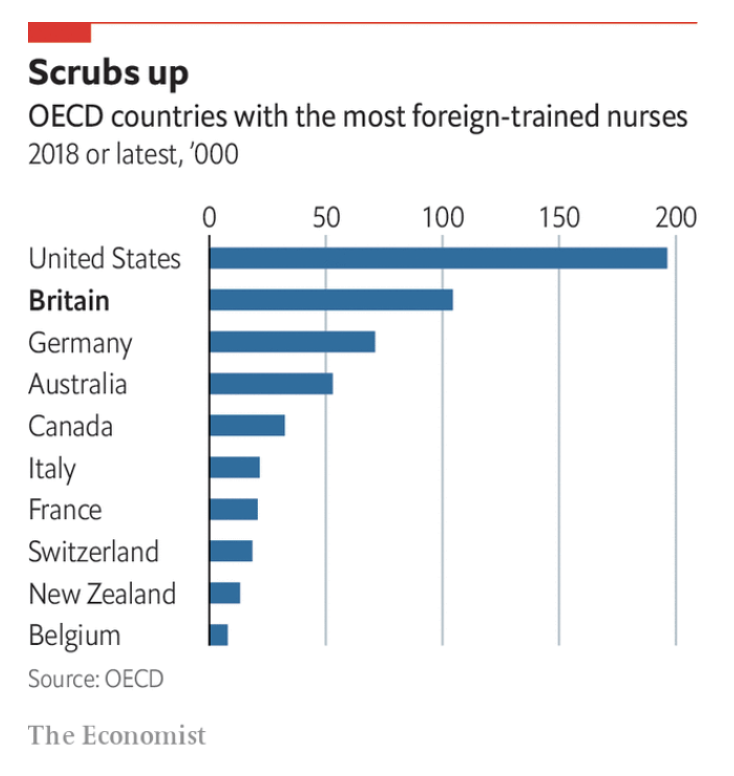 Scrubs up
OECD countries with the most foreign-trained nurses
2018 or latest, ’000
0 50 100 150 200
United States
Britain
Germany
Australia
Canada
Italy
France
Switzerland
New Zealand
Belgium
Source: OECD
The Economist